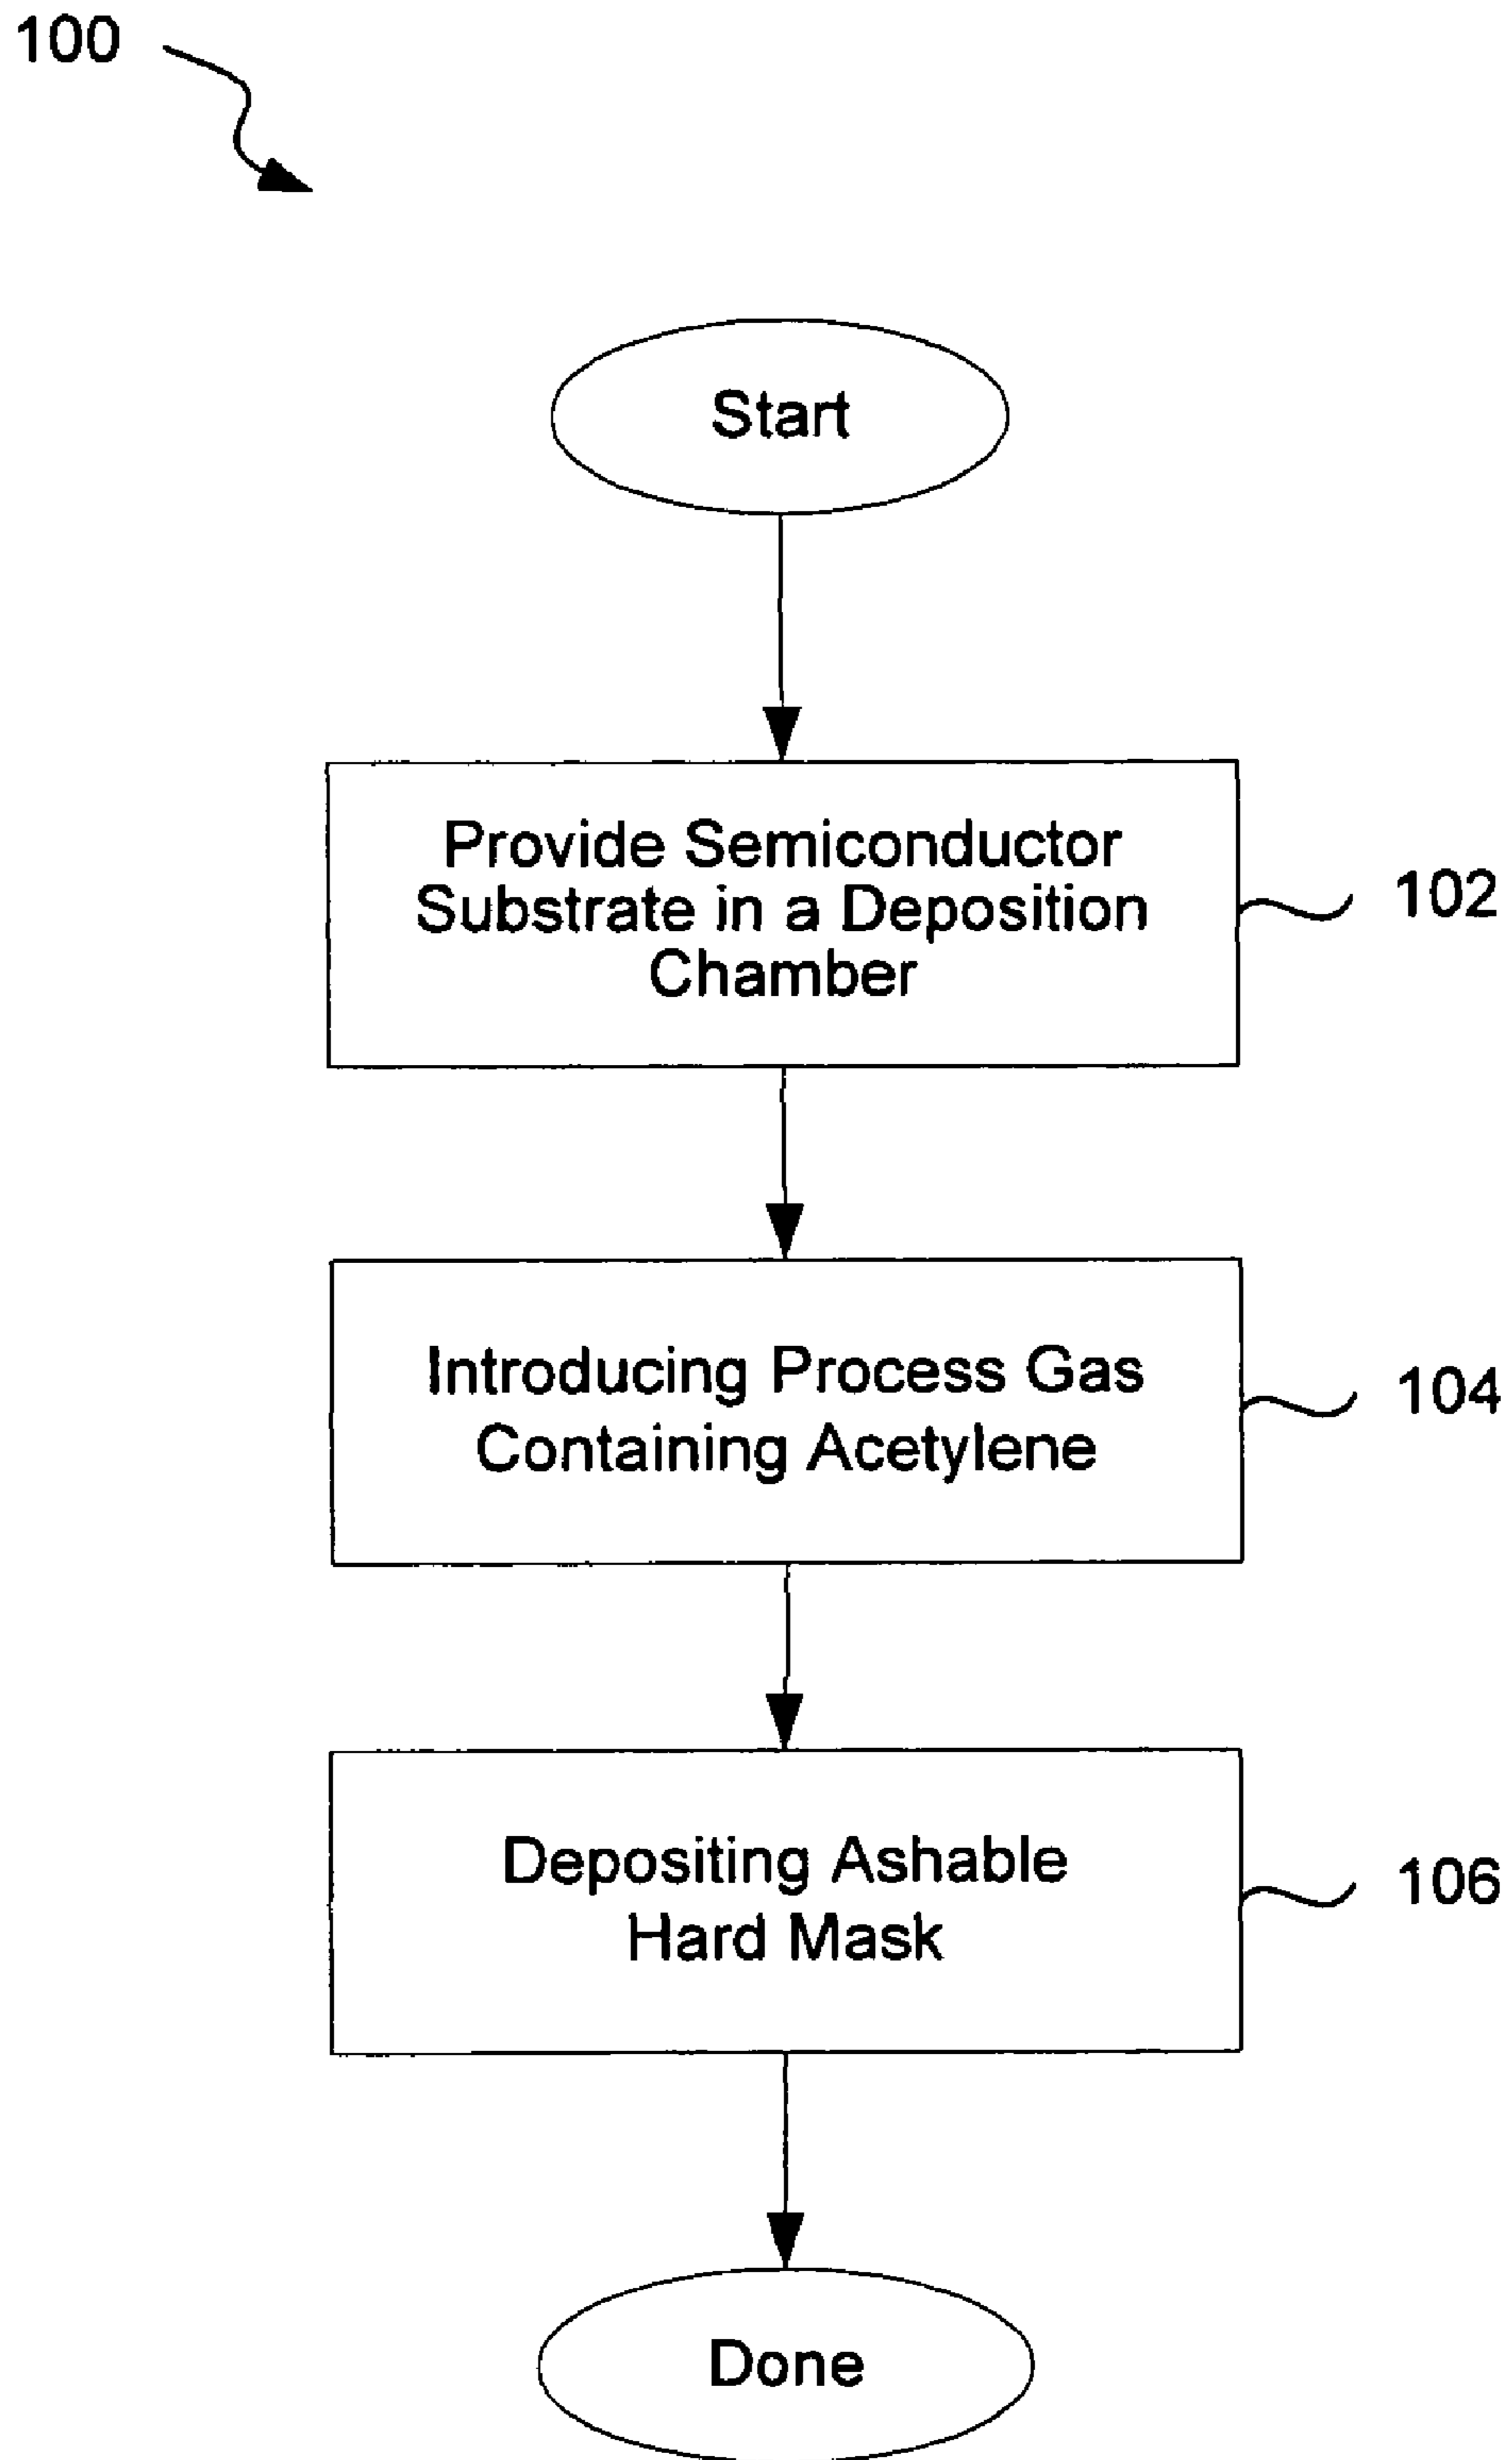 100
Start
Provide Semiconductor
Substrate in a Deposition
Chamber
102
Introducing Process Gas
Containing Acetylene
104
Depositing Ashable
Hard Mask
106
Done